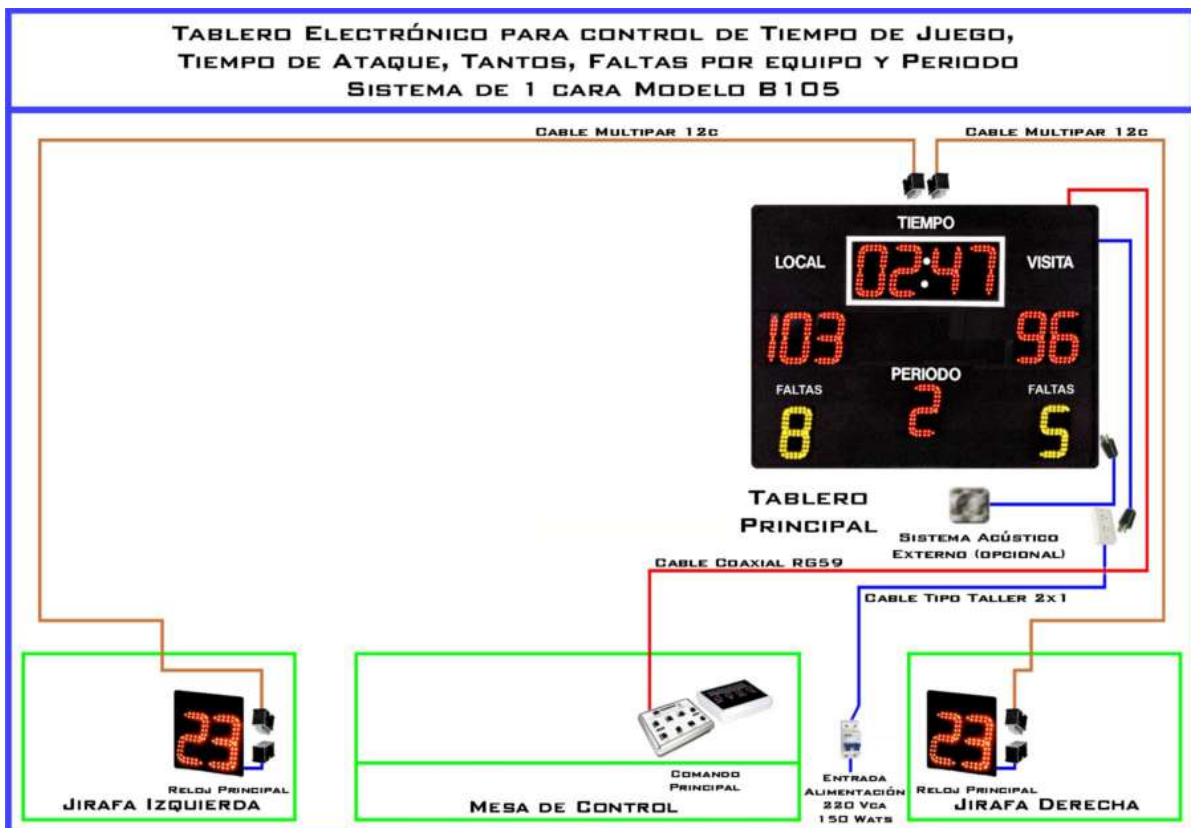 Tablero Electrónico para control de Tiempo de Juego,
Tiempo de Ataque, Tantos, Faltas por equipo y Periodo
Sistema de 1 cara Modelo B105
Cable Multipar 12c
Cable Multipar 12c
TIEMPO
LOCAL
02:47
VISITA
103
96
PERIODO
FALTAS
2
FALTAS
8
5
Tablero
Principal
Sistema Acústico
Externo (opcional)
Cable Coaxial RG59
Cable Tipo Taller 2x1
23
Reloj Principal
Jirafa Izquierda
Comando
Principal
Mesa de Control
Entrada
Alimentación
220 Vca
150 Wats
23
Reloj Principal
Jirafa Derecha